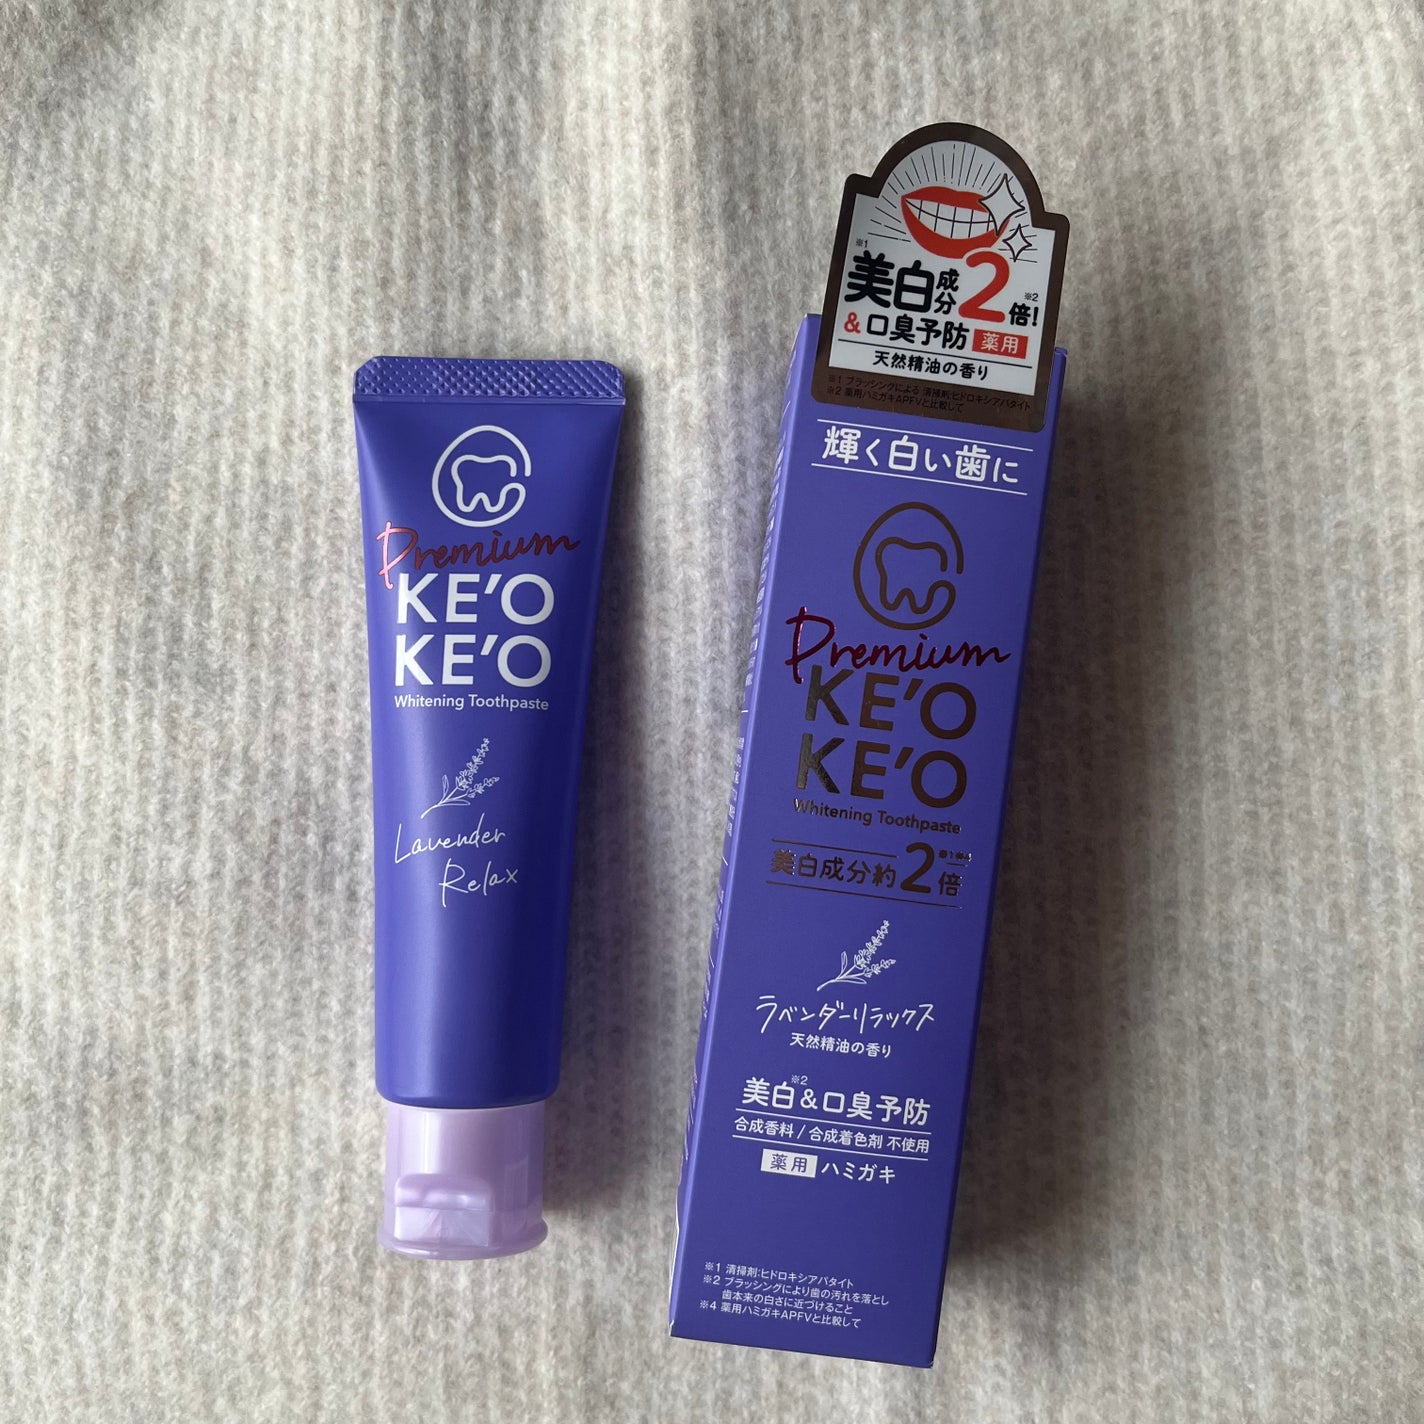 Premium
KE'O
KE'O
Whitening Toothpaste
Lavender
Relax
※1
美白成分2倍!※2
&口臭予防 薬用
天然精油の香り
※1 ブラッシングによる 清掃剤:ヒドロキシアパタイト
※2 薬用ハミガキAPFVと比較して
輝く白い歯に
Premium
KE'O
KE'O
Whitening Toothpaste
美白成分約2倍
ラベンダーリラックス
天然精油の香り
美白※2&口臭予防
合成香料/合成着色剤 不使用
薬用 ハミガキ
※1 清掃剤:ヒドロキシアパタイト
※2 ブラッシングにより歯の汚れを落とし
歯本来の白さに近づけること
※4 薬用ハミガキAPFVと比較して